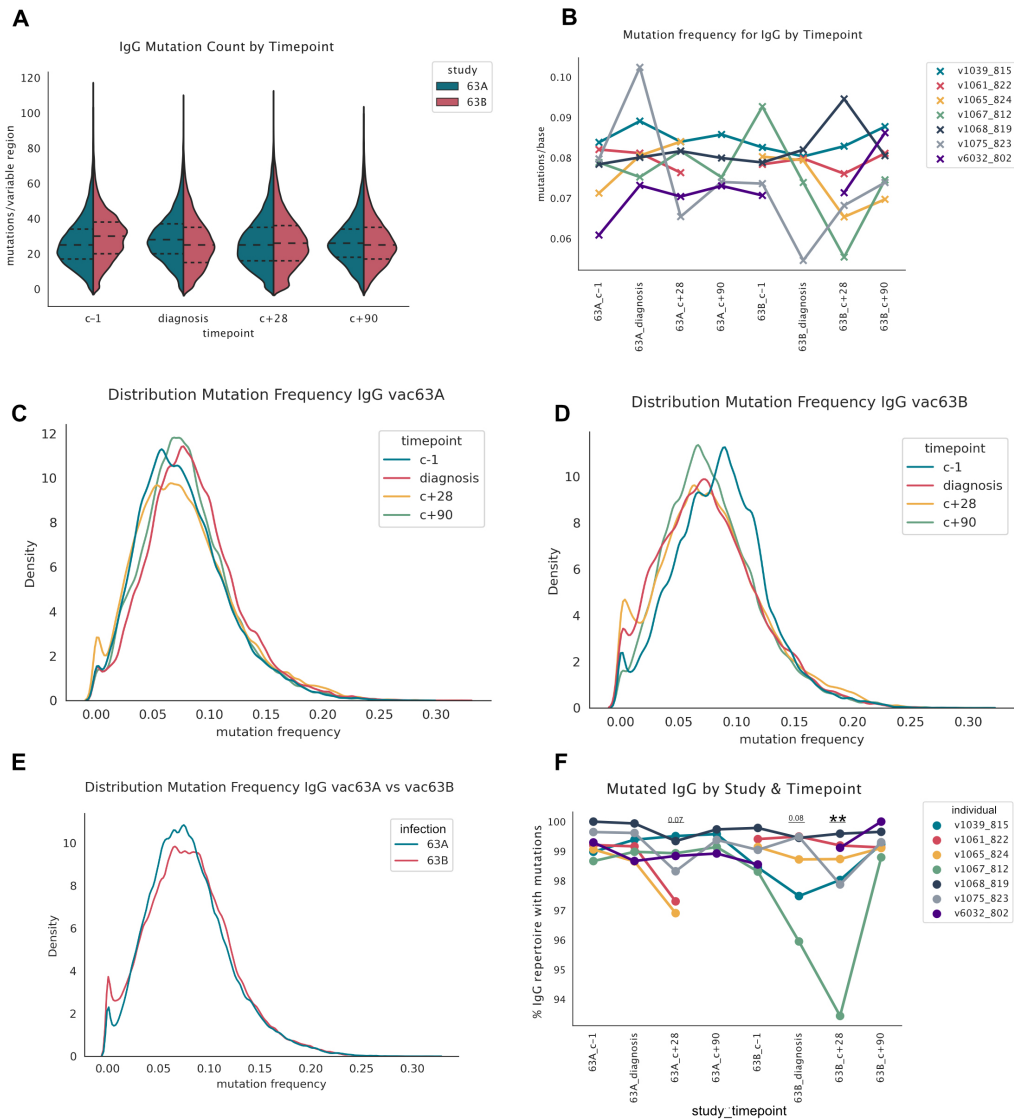 A
IgG Mutation Count by Timepoint
study
63A
63B
mutations/variable region
120
100
80
60
40
20
0
c−1
diagnosis
c+28
c+90
timepoint
B
Mutation frequency for IgG by Timepoint
mutations/base
0.10
0.09
0.08
0.07
0.06
63A_c−1
63A_diagnosis
63A_c+28
63A_c+90
63B_c−1
63B_diagnosis
63B_c+28
63B_c+90
v1039_815
v1061_822
v1065_824
v1067_812
v1068_819
v1075_823
v6032_802
C
Distribution Mutation Frequency IgG vac63A
timepoint
c-1
diagnosis
c+28
c+90
Density
12
10
8
6
4
2
0
0.00
0.05
0.10
0.15
0.20
0.25
0.30
mutation frequency
D
Distribution Mutation Frequency IgG vac63B
timepoint
c-1
diagnosis
c+28
c+90
Density
10
8
6
4
2
0
0.00
0.05
0.10
0.15
0.20
0.25
0.30
mutation frequency
E
Distribution Mutation Frequency IgG vac63A vs vac63B
infection
63A
63B
Density
10
8
6
4
2
0
0.00
0.05
0.10
0.15
0.20
0.25
0.30
mutation frequency
F
Mutated IgG by Study & Timepoint
individual
v1039_815
v1061_822
v1065_824
v1067_812
v1068_819
v1075_823
v6032_802
0.07
0.08
**
% IgG repertoire with mutations
100
99
98
97
96
95
94
63A_c−1
63A_diagnosis
63A_c+28
63A_c+90
63B_c−1
63B_diagnosis
63B_c+28
63B_c+90
study_timepoint